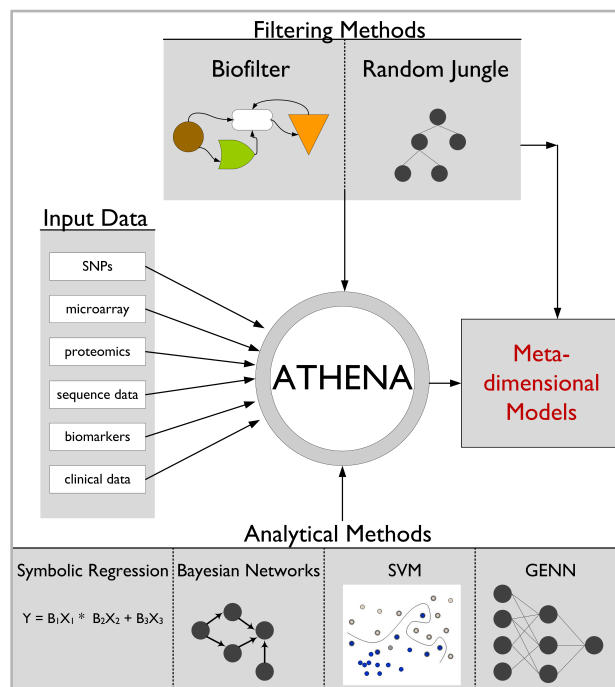 Filtering Methods
Biofilter
Random Jungle
Input Data
SNPs
microarray
proteomics
sequence data
biomarkers
clinical data
ATHENA
Meta-
dimensional
Models
Analytical Methods
Symbolic Regression
Y = B₁X₁ * B₂X₂ + B₃X₃
Bayesian Networks
SVM
GENN